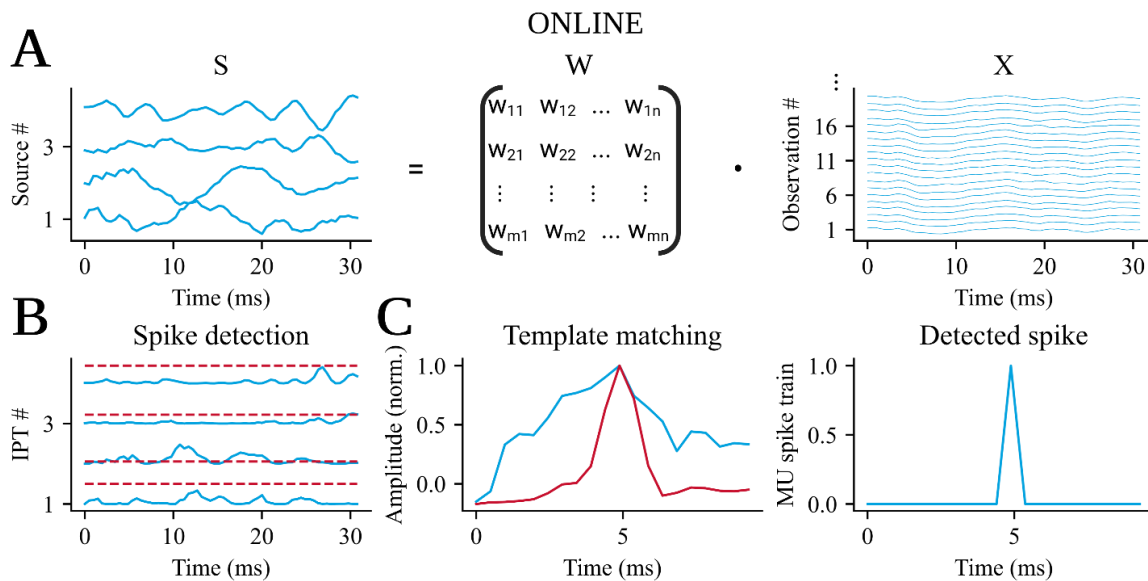 ONLINE
A
S
W
X
Source #
3
1
0 10 20 30
Time (ms)
=
w11 w12 ... w1n
w21 w22 ... w2n
⋮ ⋮ ⋮ ⋮
wm1 wm2 ... wmn
·
⋮
Observation #
16
11
6
1
0 10 20 30
Time (ms)
B
Spike detection
IPT #
3
1
0 10 20 30
Time (ms)
C
Template matching
Amplitude (norm.)
1.0
0.5
0.0
0 5
Time (ms)
Detected spike
MU spike train
1.0
0.5
0.0
0 5
Time (ms)